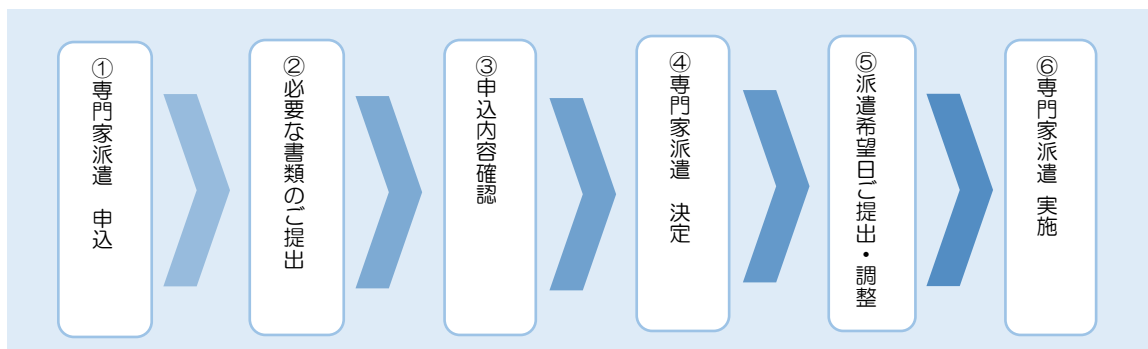 ①専門家派遣　申込
②必要な書類のご提出
③申込内容確認
④専門家派遣　決定
⑤派遣希望日ご提出・調整
⑥専門家派遣 実施